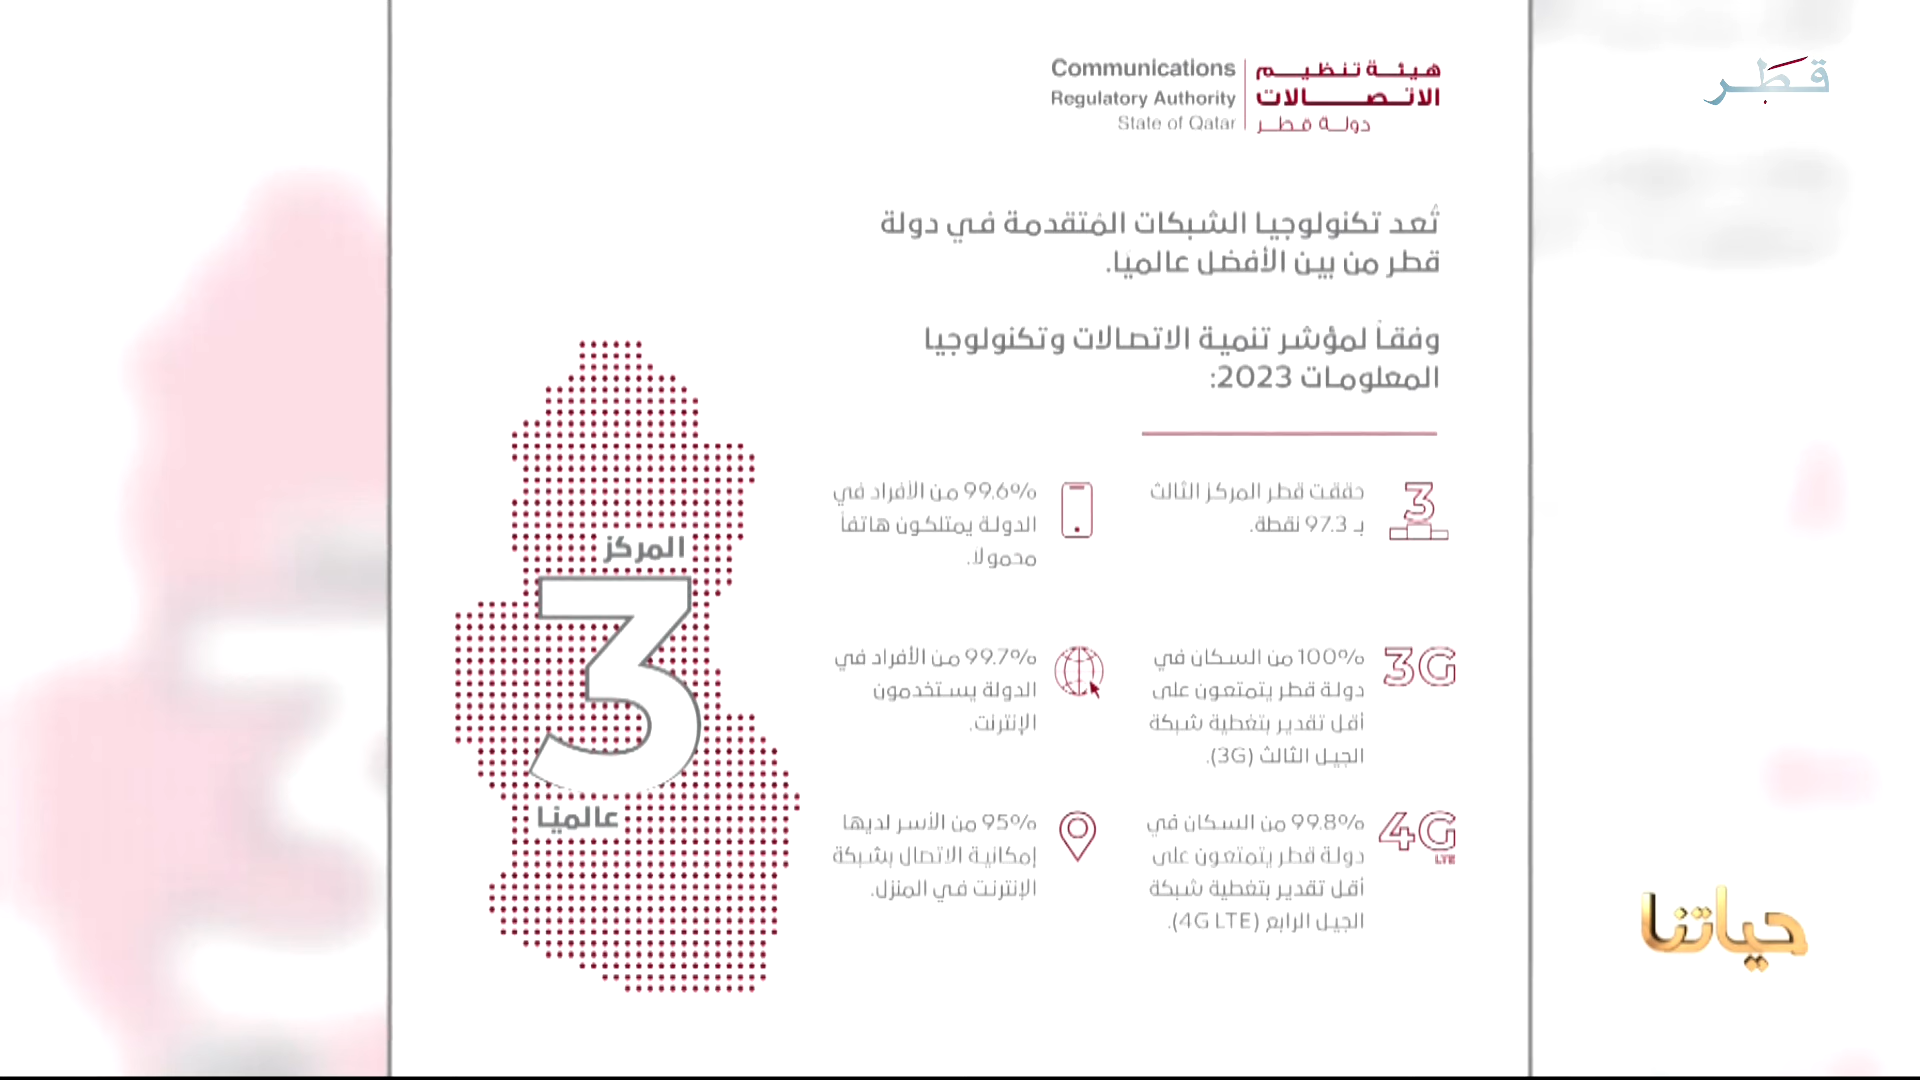 هيئة تنظيم
الاتصالات
دولة قطر
Communications
Regulatory Authority
State of Qatar
قطر
تُعد تكنولوجيا الشبكات المُتقدمة في دولة
قطر من بين الأفضل عالميًا.
وفقاً لمؤشر تنمية الاتصالات وتكنولوجيا
المعلومات 2023:
3
حققت قطر المركز الثالث
بـ 97.3 نقطة.
99.6% من الأفراد في
الدولة يمتلكون هاتفاً
محمولا.
3G
100% من السكان في
دولة قطر يتمتعون على
أقل تقدير بتغطية شبكة
الجيل الثالث (3G).
99.7% من الأفراد في
الدولة يستخدمون
الإنترنت.
4G
LTE
99.8% من السكان في
دولة قطر يتمتعون على
أقل تقدير بتغطية شبكة
الجيل الرابع (4G LTE).
95% من الأسر لديها
إمكانية الاتصال بشبكة
الإنترنت في المنزل.
المركز
3
عالميًا
حياتنا